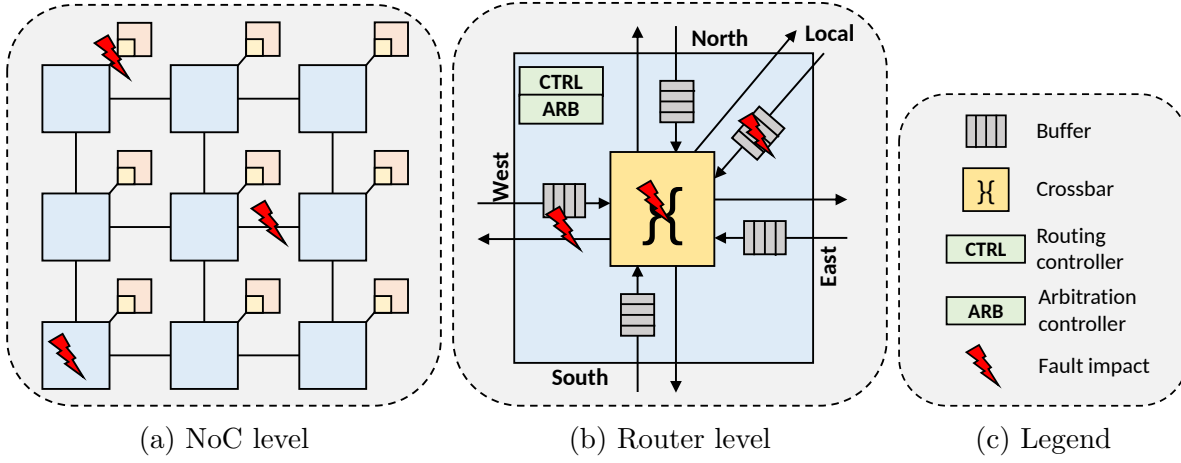 North
Local
CTRL
ARB
West
}{
East
South
Buffer
}{
Crossbar
CTRL
Routing
controller
ARB
Arbitration
controller
Fault impact
(a) NoC level
(b) Router level
(c) Legend